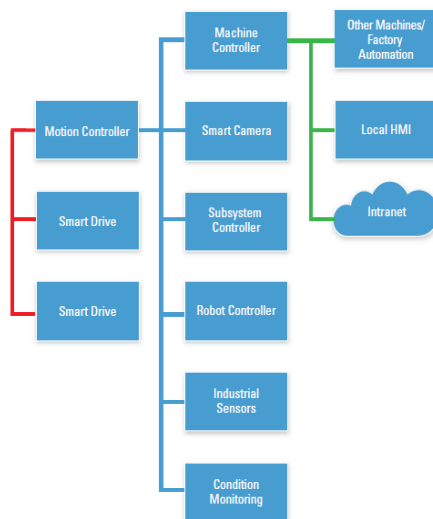 Machine
Controller
Other Machines/
Factory
Automation
Motion Controller
Smart Camera
Local HMI
Smart Drive
Subsystem
Controller
Intranet
Smart Drive
Robot Controller
Industrial
Sensors
Condition
Monitoring